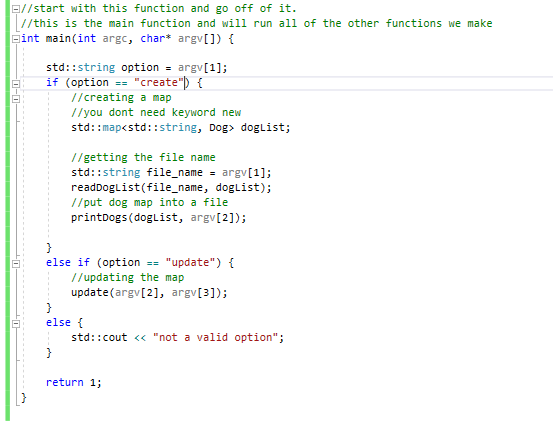 //start with this function and go off of it.
//this is the main function and will run all of the other functions we make
int main(int argc, char* argv[]) {
std::string option = argv[1];
if (option == "create") {
//creating a map
//you dont need keyword new
std::map<std::string, Dog> dogList;
//getting the file name
std::string file_name = argv[1];
readDogList(file_name, dogList);
//put dog map into a file
printDogs(dogList, argv[2]);
}
else if (option == "update") {
//updating the map
update(argv[2], argv[3]);
}
else {
std::cout << "not a valid option";
}
return 1;
}